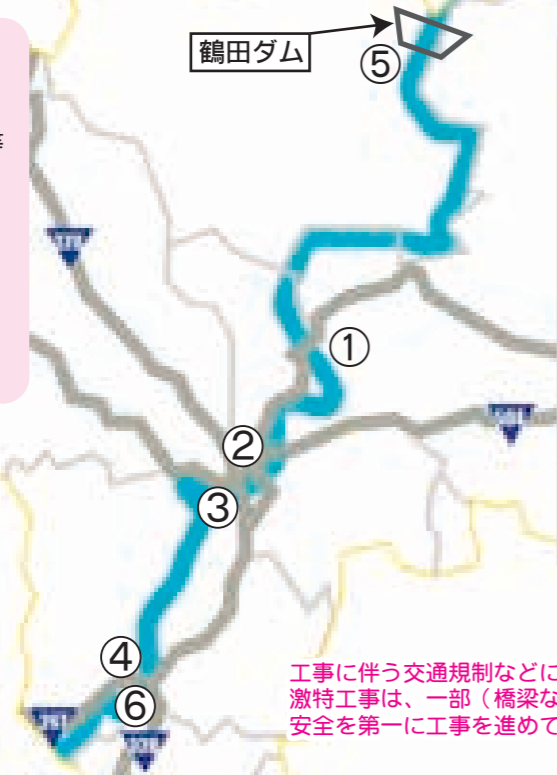 鶴田ダム
⑤
①
②
③
④
⑥
工事に伴う交通規制などに
激特工事は、一部（橋梁な
安全を第一に工事を進めて